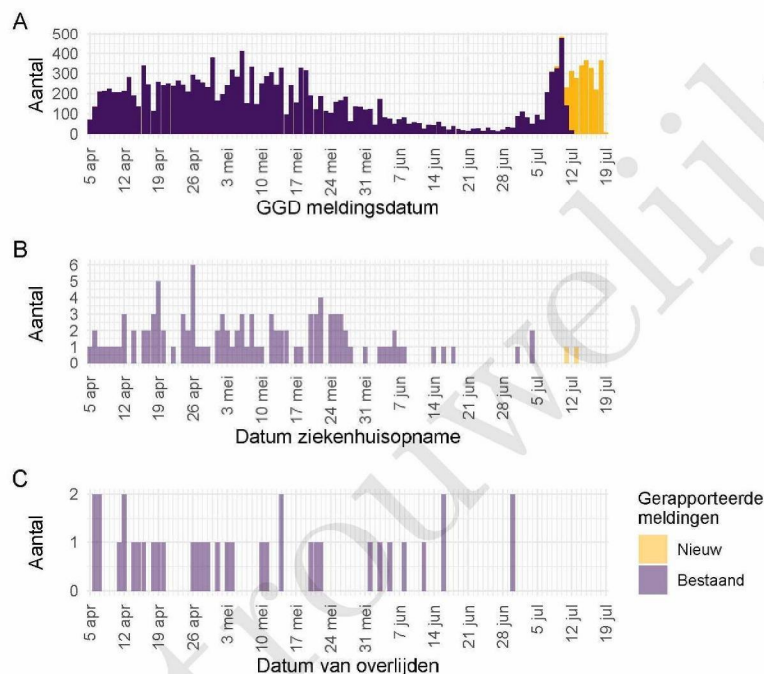 A
Aantal
500
400
300
200
100
0
5 apr
12 apr
19 apr
26 apr
3 mei
10 mei
17 mei
24 mei
31 mei
7 jun
14 jun
21 jun
28 jun
5 jul
12 jul
19 jul
GGD meldingsdatum
B
Aantal
6
5
4
3
2
1
0
5 apr
12 apr
19 apr
26 apr
3 mei
10 mei
17 mei
24 mei
31 mei
7 jun
14 jun
21 jun
28 jun
5 jul
12 jul
19 jul
Datum ziekenhuisopname
C
Aantal
2
1
0
5 apr
12 apr
19 apr
26 apr
3 mei
10 mei
17 mei
24 mei
31 mei
7 jun
14 jun
21 jun
28 jun
5 jul
12 jul
19 jul
Datum van overlijden
Gerapporteerde
meldingen
Nieuw
Bestaand
trouwelijk